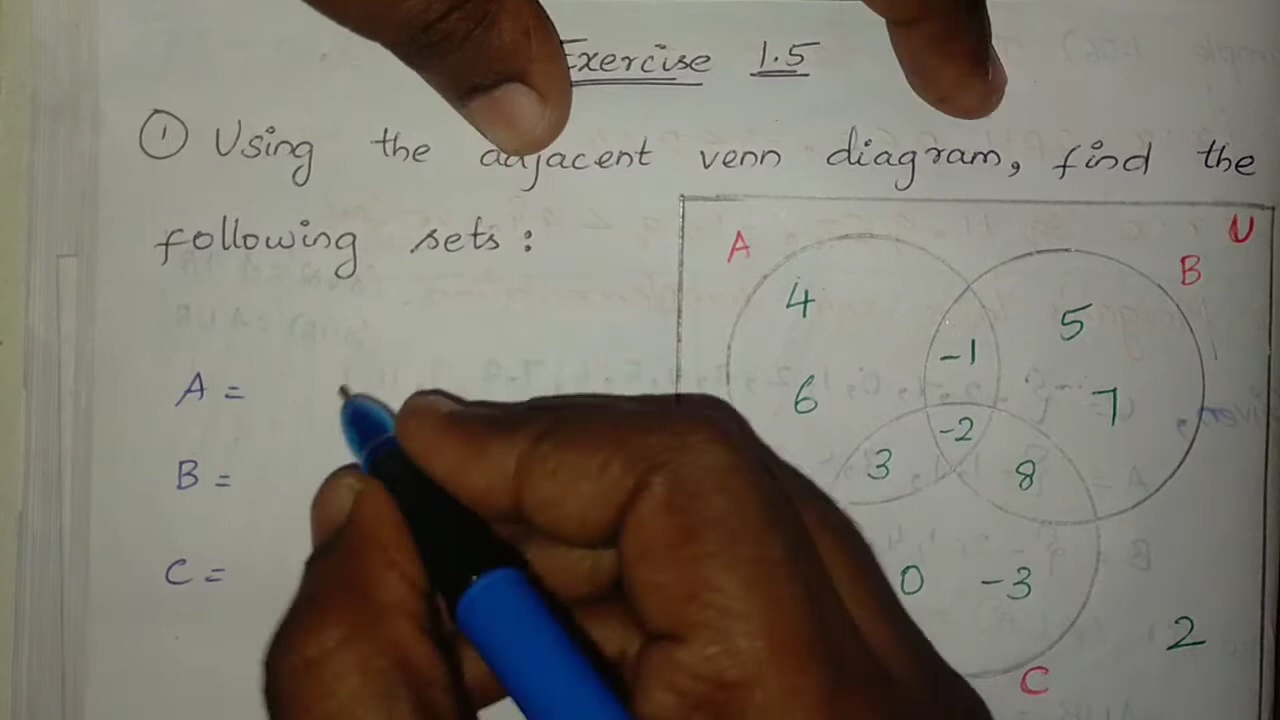 Exercise 1.5
① Using the adjacent venn diagram, find the
following sets:
U
A
B
4
5
-1
A =
6
7
-2
3
8
B =
C =
0 -3
2
C